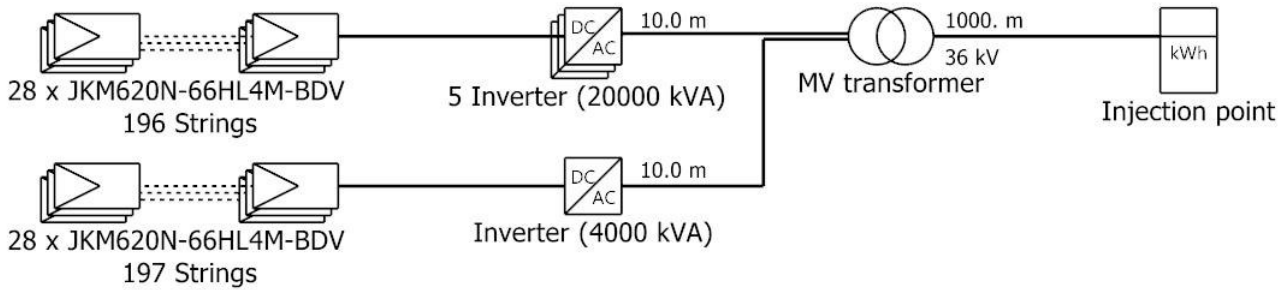 DC
AC
10.0 m
1000. m
36 kV
kWh
28 x JKM620N-66HL4M-BDV
196 Strings
5 Inverter (20000 kVA)
MV transformer
Injection point
DC
AC
10.0 m
28 x JKM620N-66HL4M-BDV
197 Strings
Inverter (4000 kVA)